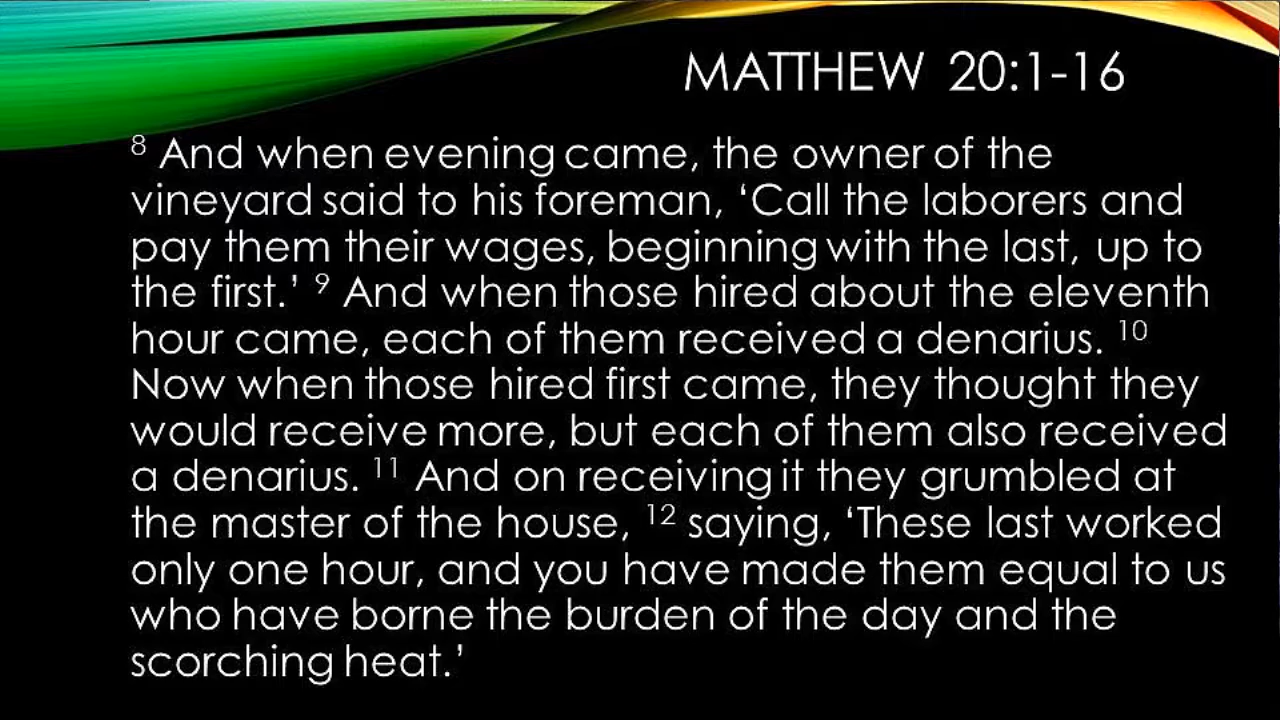 MATTHEW 20:1-16
8 And when evening came, the owner of the
vineyard said to his foreman, ‘Call the laborers and
pay them their wages, beginning with the last, up to
the first.’ 9 And when those hired about the eleventh
hour came, each of them received a denarius. 10
Now when those hired first came, they thought they
would receive more, but each of them also received
a denarius. 11 And on receiving it they grumbled at
the master of the house, 12 saying, ‘These last worked
only one hour, and you have made them equal to us
who have borne the burden of the day and the
scorching heat.’